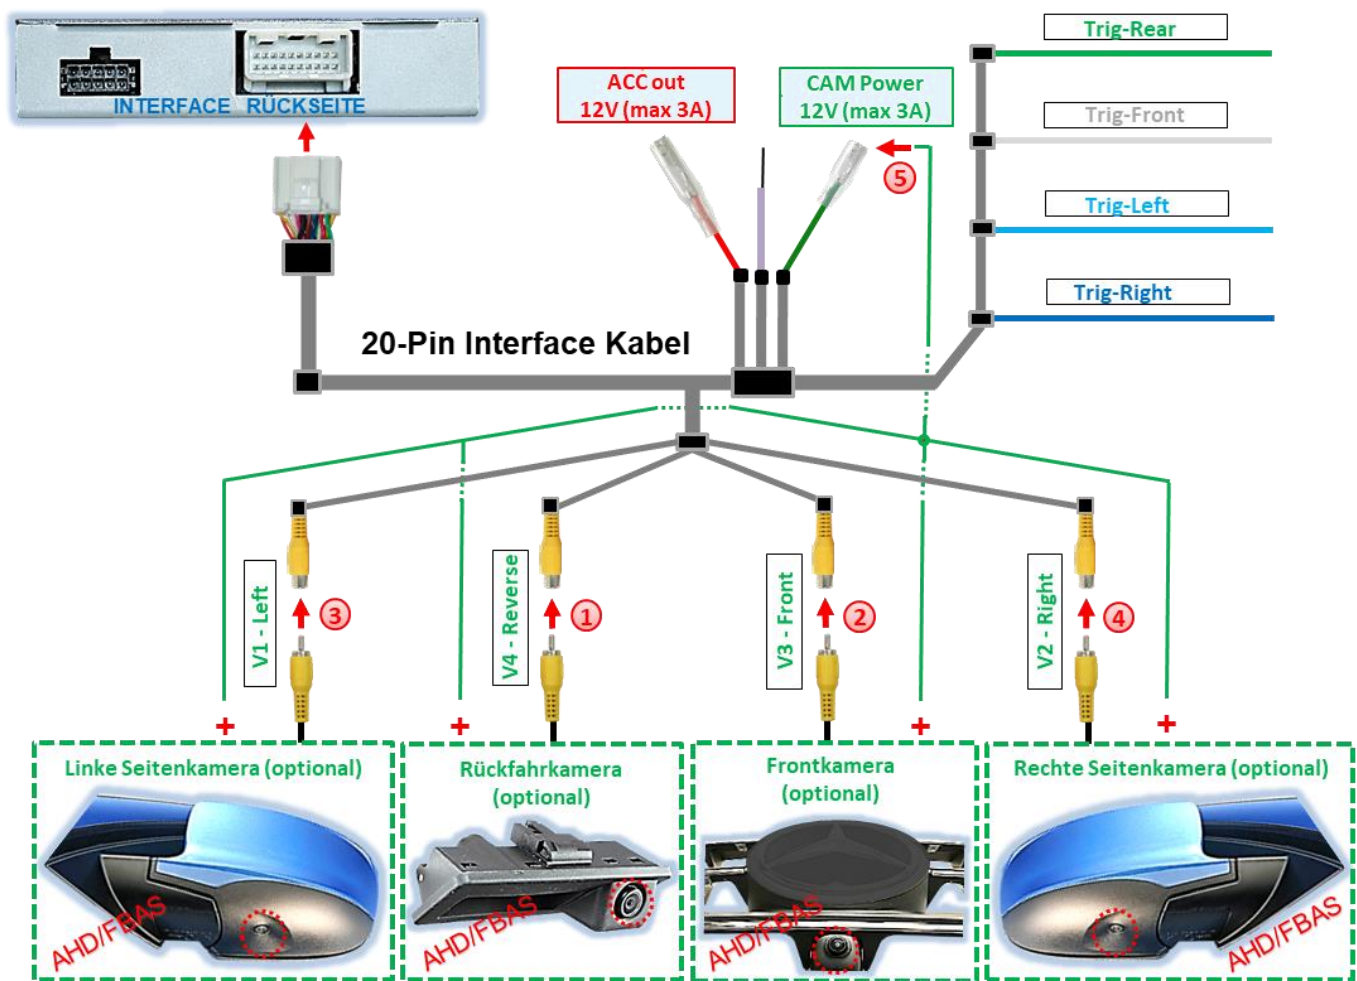 INTERFACE RÜCKSEITE
ACC out
12V (max 3A)
CAM Power
12V (max 3A)
Trig-Rear
Trig-Front
Trig-Left
Trig-Right
5
20-Pin Interface Kabel
V1 - Left
3
V4 - Reverse
1
V3 - Front
2
V2 - Right
4
+
+
+
+
Linke Seitenkamera (optional)
AHD/FBAS
Rückfahrkamera
(optional)
AHD/FBAS
Frontkamera
(optional)
AHD/FBAS
Rechte Seitenkamera (optional)
AHD/FBAS